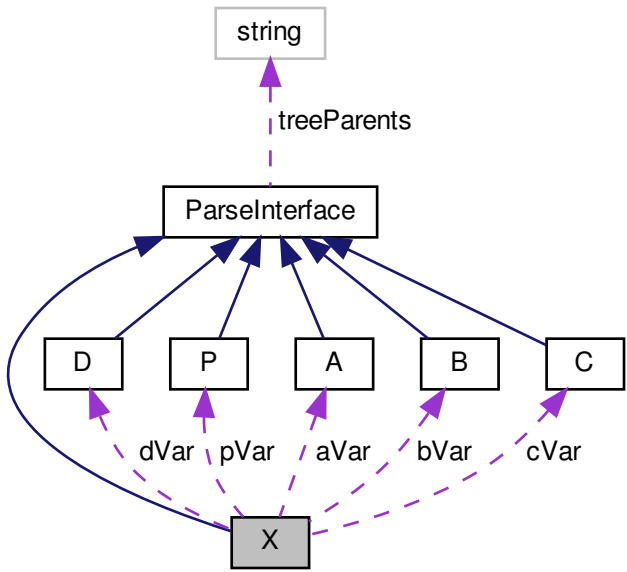 string
treeParents
ParseInterface
D
P
A
B
C
dVar
pVar
aVar
bVar
cVar
X